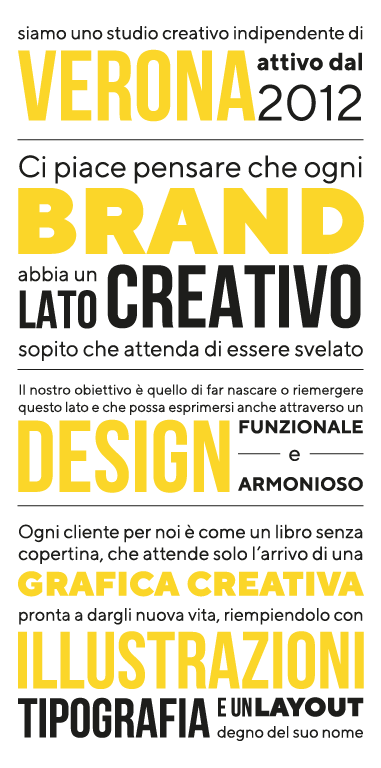 siamo uno studio creativo indipendente di
VERONA attivo dal
2012
Ci piace pensare che ogni
BRAND
abbia un
LATO CREATIVO
sopito che attenda di essere svelato
Il nostro obiettivo è quello di far nascare o riemergere
questo lato e che possa esprimersi anche attraverso un
DESIGN FUNZIONALE
e
ARMONIOSO
Ogni cliente per noi è come un libro senza
copertina, che attende solo l'arrivo di una
GRAFICA CREATIVA
pronta a dargli nuova vita, riempiendolo con
ILLUSTRAZIONI
TIPOGRAFIA E UN LAYOUT
degno del suo nome